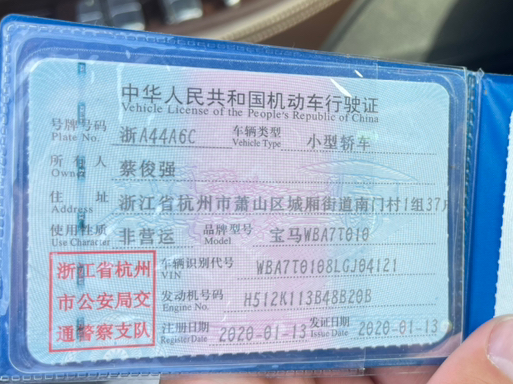 中华人民共和国机动车行驶证
Vehicle License of the People's Republic of China
号牌号码 浙A44A6C 车辆类型 小型轿车
Plate No. Vehicle Type
所有人 蔡俊强
Owner
住址 浙江省杭州市萧山区城厢街道南门村1组37户
Address
使用性质 非营运 品牌型号 宝马WBA7T010
Use Character Model
浙江省杭州 车辆识别代号 WBA7T0108LGJ04121
VIN
市公安局交 发动机号码 H512K113B48B20B
Engine No.
通警察支队 注册日期 2020-01-13 发证日期 2020-01-13
Register Date Issue Date